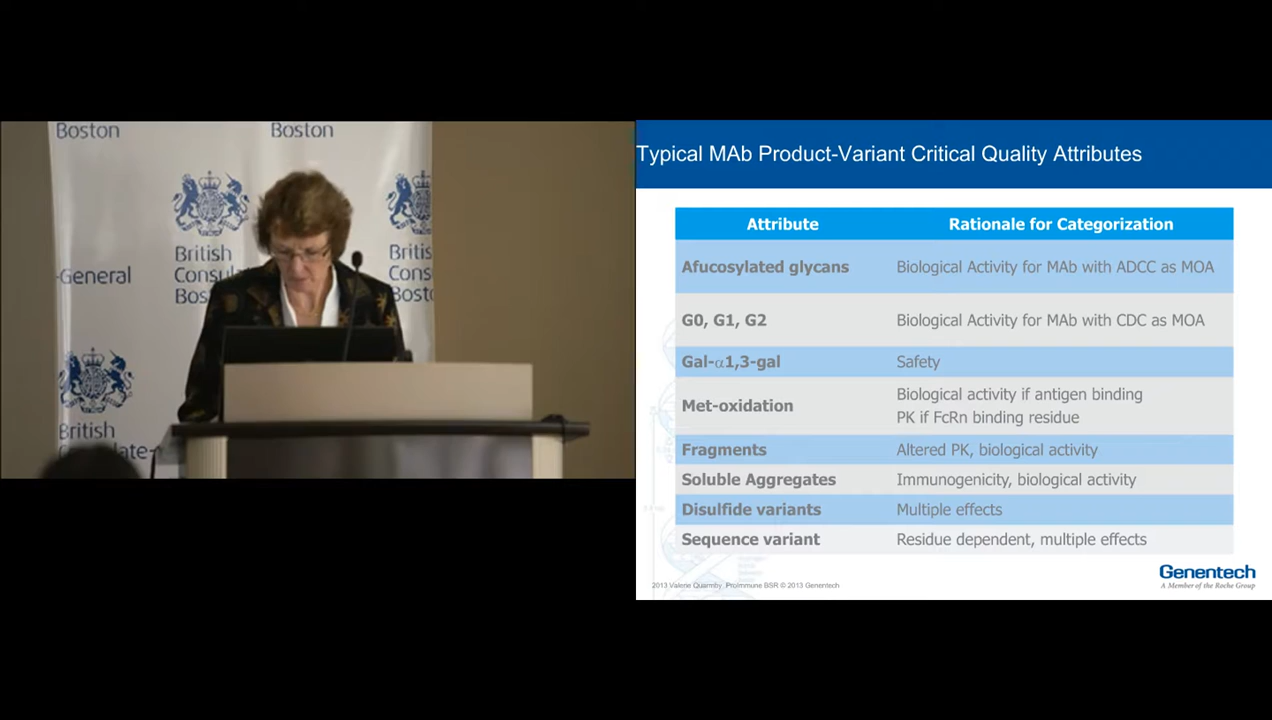 Boston
Boston
British
Consul
Bos
Britis
Cons
Bost
-General
British
Typical MAb Product-Variant Critical Quality Attributes
Attribute Rationale for Categorization
Afucosylated glycans Biological Activity for MAb with ADCC as MOA
G0, G1, G2 Biological Activity for MAb with CDC as MOA
Gal-α1,3-gal Safety
Met-oxidation Biological activity if antigen binding
PK if FcRn binding residue
Fragments Altered PK, biological activity
Soluble Aggregates Immunogenicity, biological activity
Disulfide variants Multiple effects
Sequence variant Residue dependent, multiple effects
2013 Valerie Quarmby, ProImmune BSR © 2013 Genentech
Genentech
A Member of the Roche Group